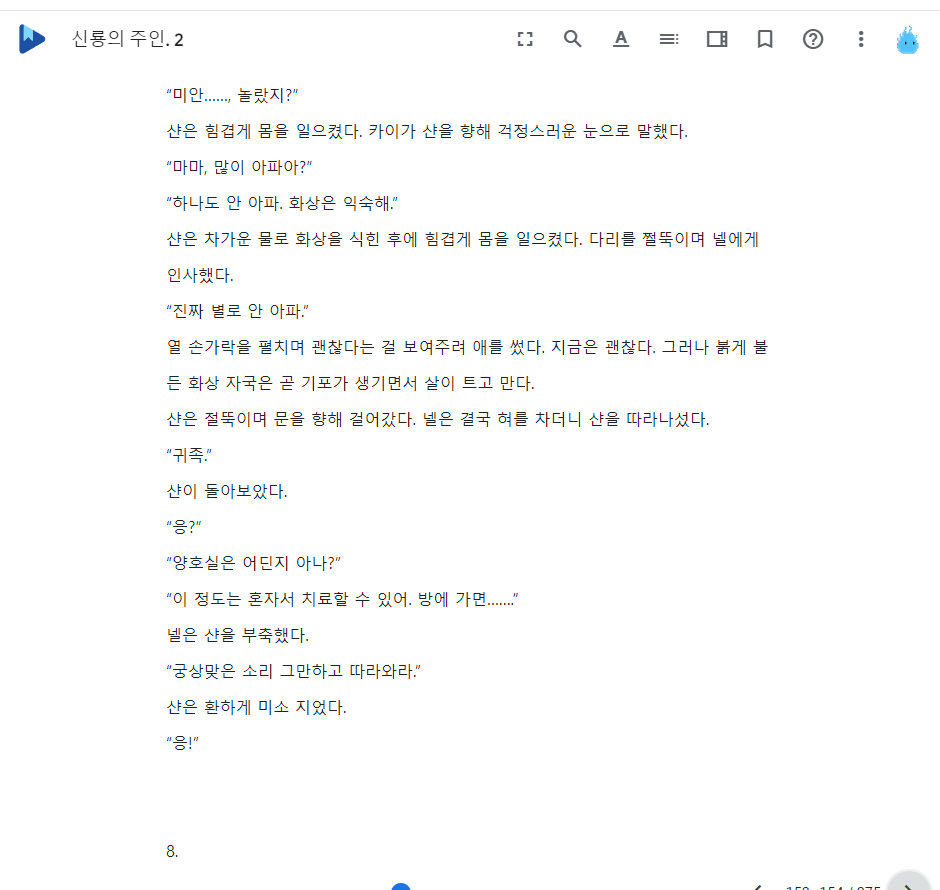 신룡의 주인. 2
“미안……, 놀랐지?”
샨은 힘겹게 몸을 일으켰다. 카이가 샨을 향해 걱정스러운 눈으로 말했다.
“마마, 많이 아파아?”
“하나도 안 아파. 화상은 익숙해.”
샨은 차가운 물로 화상을 식힌 후에 힘겹게 몸을 일으켰다. 다리를 쩔뚝이며 넬에게
인사했다.
“진짜 별로 안 아파.”
열 손가락을 펼치며 괜찮다는 걸 보여주려 애를 썼다. 지금은 괜찮다. 그러나 붉게 불
든 화상 자국은 곧 기포가 생기면서 살이 트고 만다.
샨은 절뚝이며 문을 향해 걸어갔다. 넬은 결국 혀를 차더니 샨을 따라나섰다.
“귀족.”
샨이 돌아보았다.
“응?”
“양호실은 어딘지 아나?”
“이 정도는 혼자서 치료할 수 있어. 방에 가면…….”
넬은 샨을 부축했다.
“궁상맞은 소리 그만하고 따라와라.”
샨은 환하게 미소 지었다.
“응!”
8.